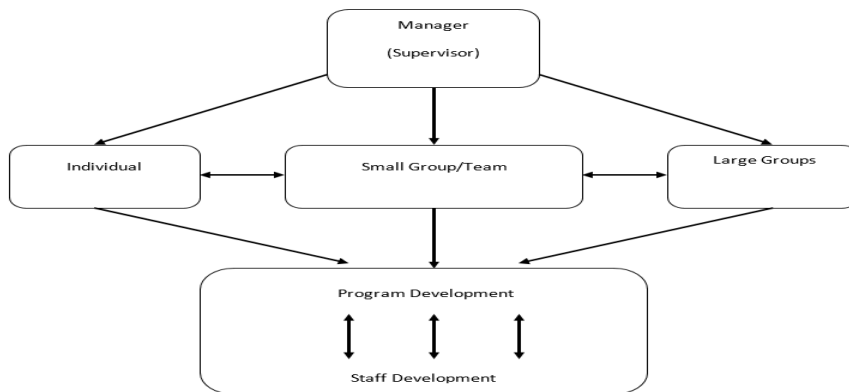 Manager
(Supervisor)
Individual
Small Group/Team
Large Groups
Program Development
Staff Development